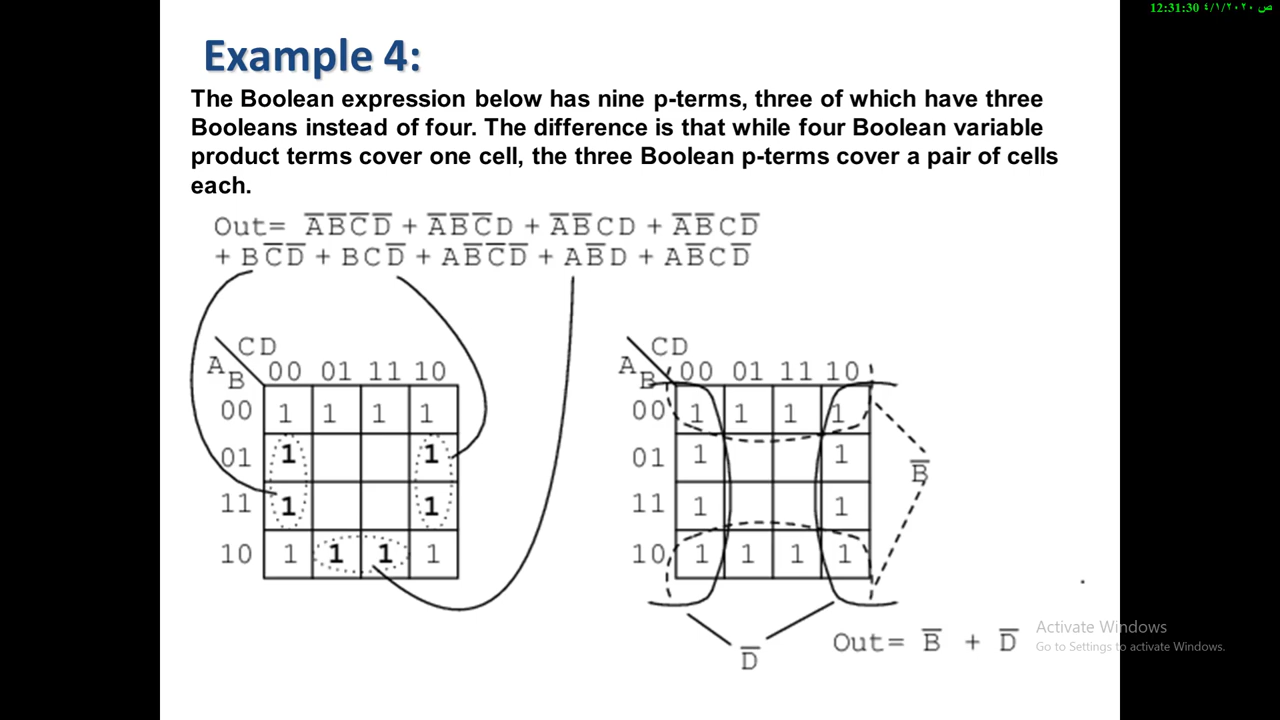 12:31:30 ٤/١/٢٠٢٠ ص
Example 4:
The Boolean expression below has nine p-terms, three of which have three
Booleans instead of four. The difference is that while four Boolean variable
product terms cover one cell, the three Boolean p-terms cover a pair of cells
each.
Out= A̅B̅C̅D̅ + A̅B̅C̅D + A̅B̅CD + A̅B̅CD̅
+ BC̅D̅ + BCD̅ + AB̅C̅D̅ + AB̅D + AB̅CD̅
CD
A B 00 01 11 10
00 1 1 1 1
01 1 1
11 1 1
10 1 1 1 1
CD
A B 00 01 11 10
00 1 1 1 1
01 1 1
11 1 1
10 1 1 1 1
B̅
D̅
Out= B̅ + D̅
Activate Windows
Go to Settings to activate Windows.